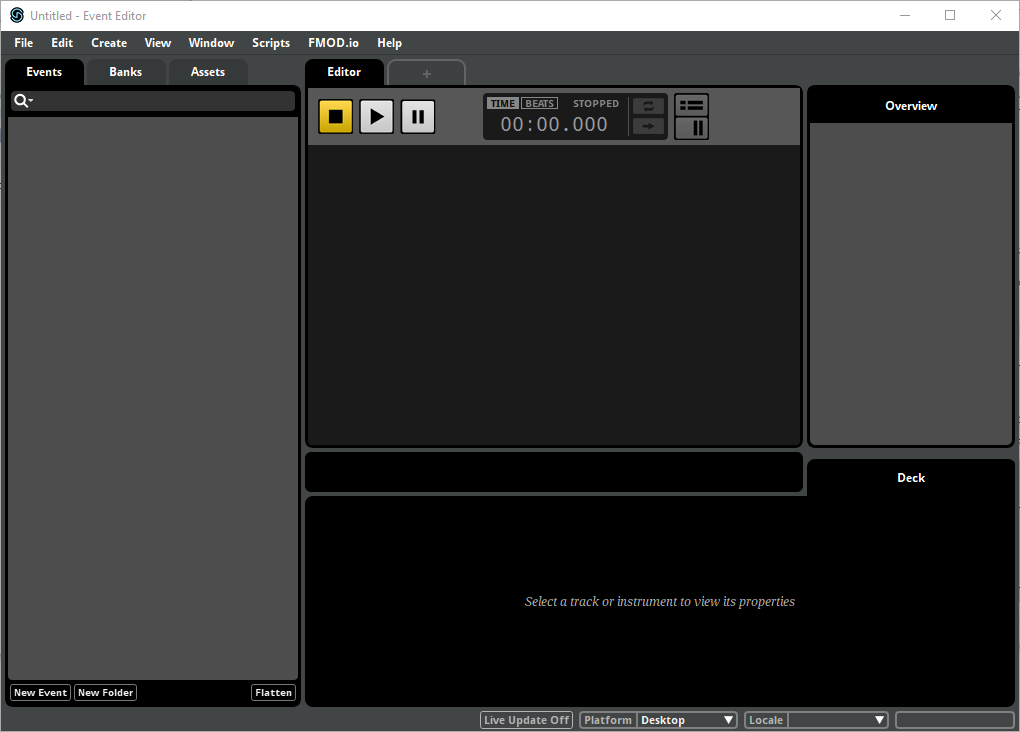 Untitled - Event Editor
File Edit Create View Window Scripts FMOD.io Help
Events Banks Assets Editor +
TIME BEATS STOPPED
00:00.000
Overview
Deck
Select a track or instrument to view its properties
New Event New Folder Flatten
Live Update Off Platform Desktop Locale